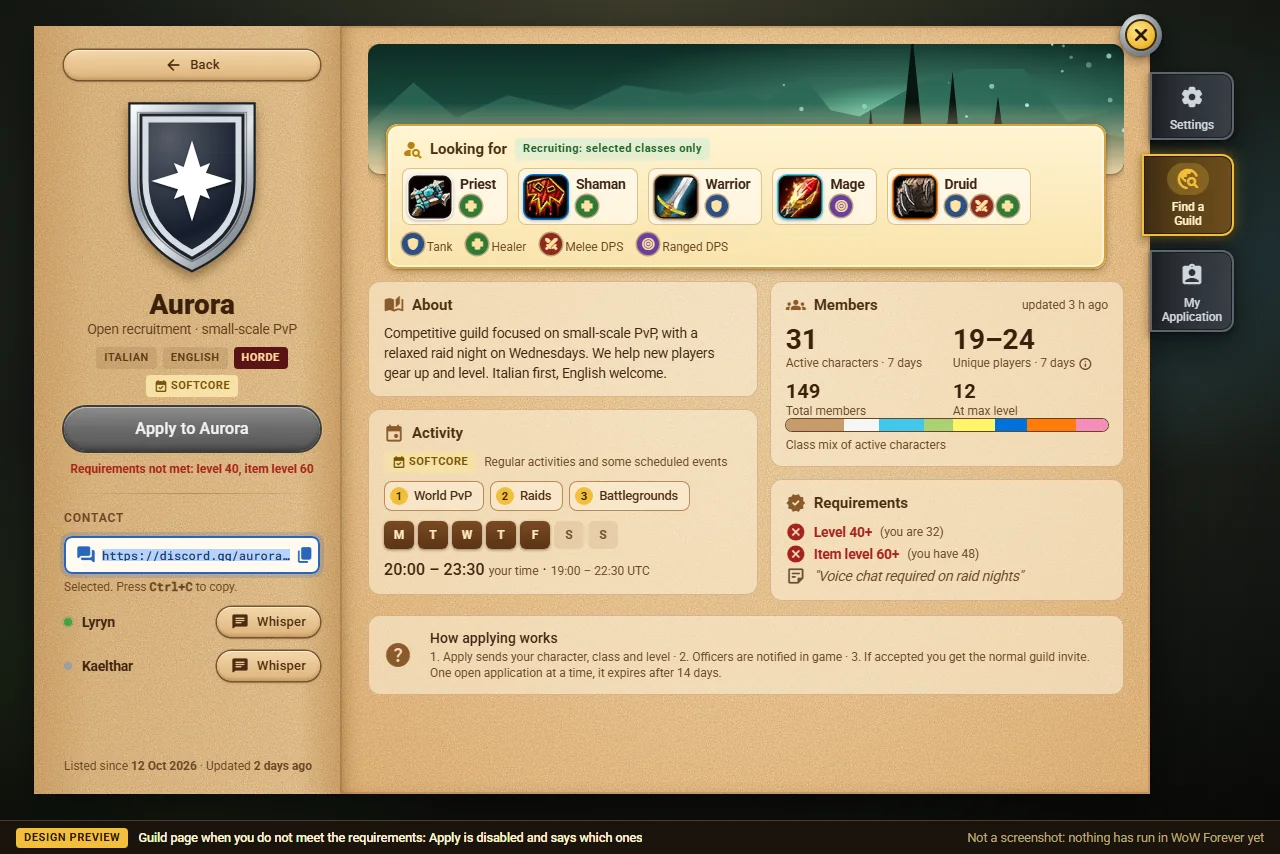 Back
Aurora
Open recruitment · small-scale PvP
ITALIAN ENGLISH HORDE
SOFTCORE
Apply to Aurora
Requirements not met: level 40, item level 60
CONTACT
https://discord.gg/aurora…
Selected. Press Ctrl+C to copy.
Lyryn Whisper
Kaelthar Whisper
Listed since 12 Oct 2026 · Updated 2 days ago
Looking for Recruiting: selected classes only
Priest Shaman Warrior Mage Druid
Tank Healer Melee DPS Ranged DPS
About
Competitive guild focused on small-scale PvP, with a
relaxed raid night on Wednesdays. We help new players
gear up and level. Italian first, English welcome.
Activity
SOFTCORE Regular activities and some scheduled events
1 World PvP 2 Raids 3 Battlegrounds
M T W T F S S
20:00 – 23:30 your time · 19:00 – 22:30 UTC
Members updated 3 h ago
31 19–24
Active characters · 7 days Unique players · 7 days
149 12
Total members At max level
Class mix of active characters
Requirements
Level 40+ (you are 32)
Item level 60+ (you have 48)
"Voice chat required on raid nights"
How applying works
1. Apply sends your character, class and level · 2. Officers are notified in game · 3. If accepted you get the normal guild invite.
One open application at a time, it expires after 14 days.
Settings
Find a
Guild
My
Application
DESIGN PREVIEW Guild page when you do not meet the requirements: Apply is disabled and says which ones
Not a screenshot: nothing has run in WoW Forever yet